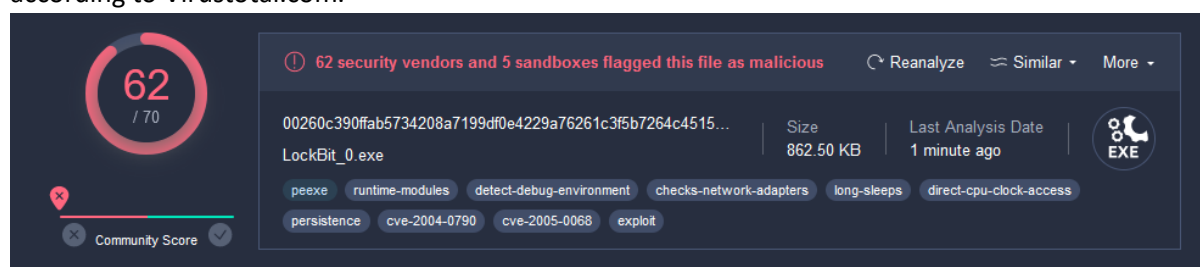 according to Virustotal.com.
62
/ 70
Community Score
62 security vendors and 5 sandboxes flagged this file as malicious
Reanalyze
Similar
More
00260c390ffab5734208a7199df0e4229a76261c3f5b7264c4515...
LockBit_0.exe
Size
862.50 KB
Last Analysis Date
1 minute ago
EXE
peexe runtime-modules detect-debug-environment checks-network-adapters long-sleeps direct-cpu-clock-access
persistence cve-2004-0790 cve-2005-0068 exploit